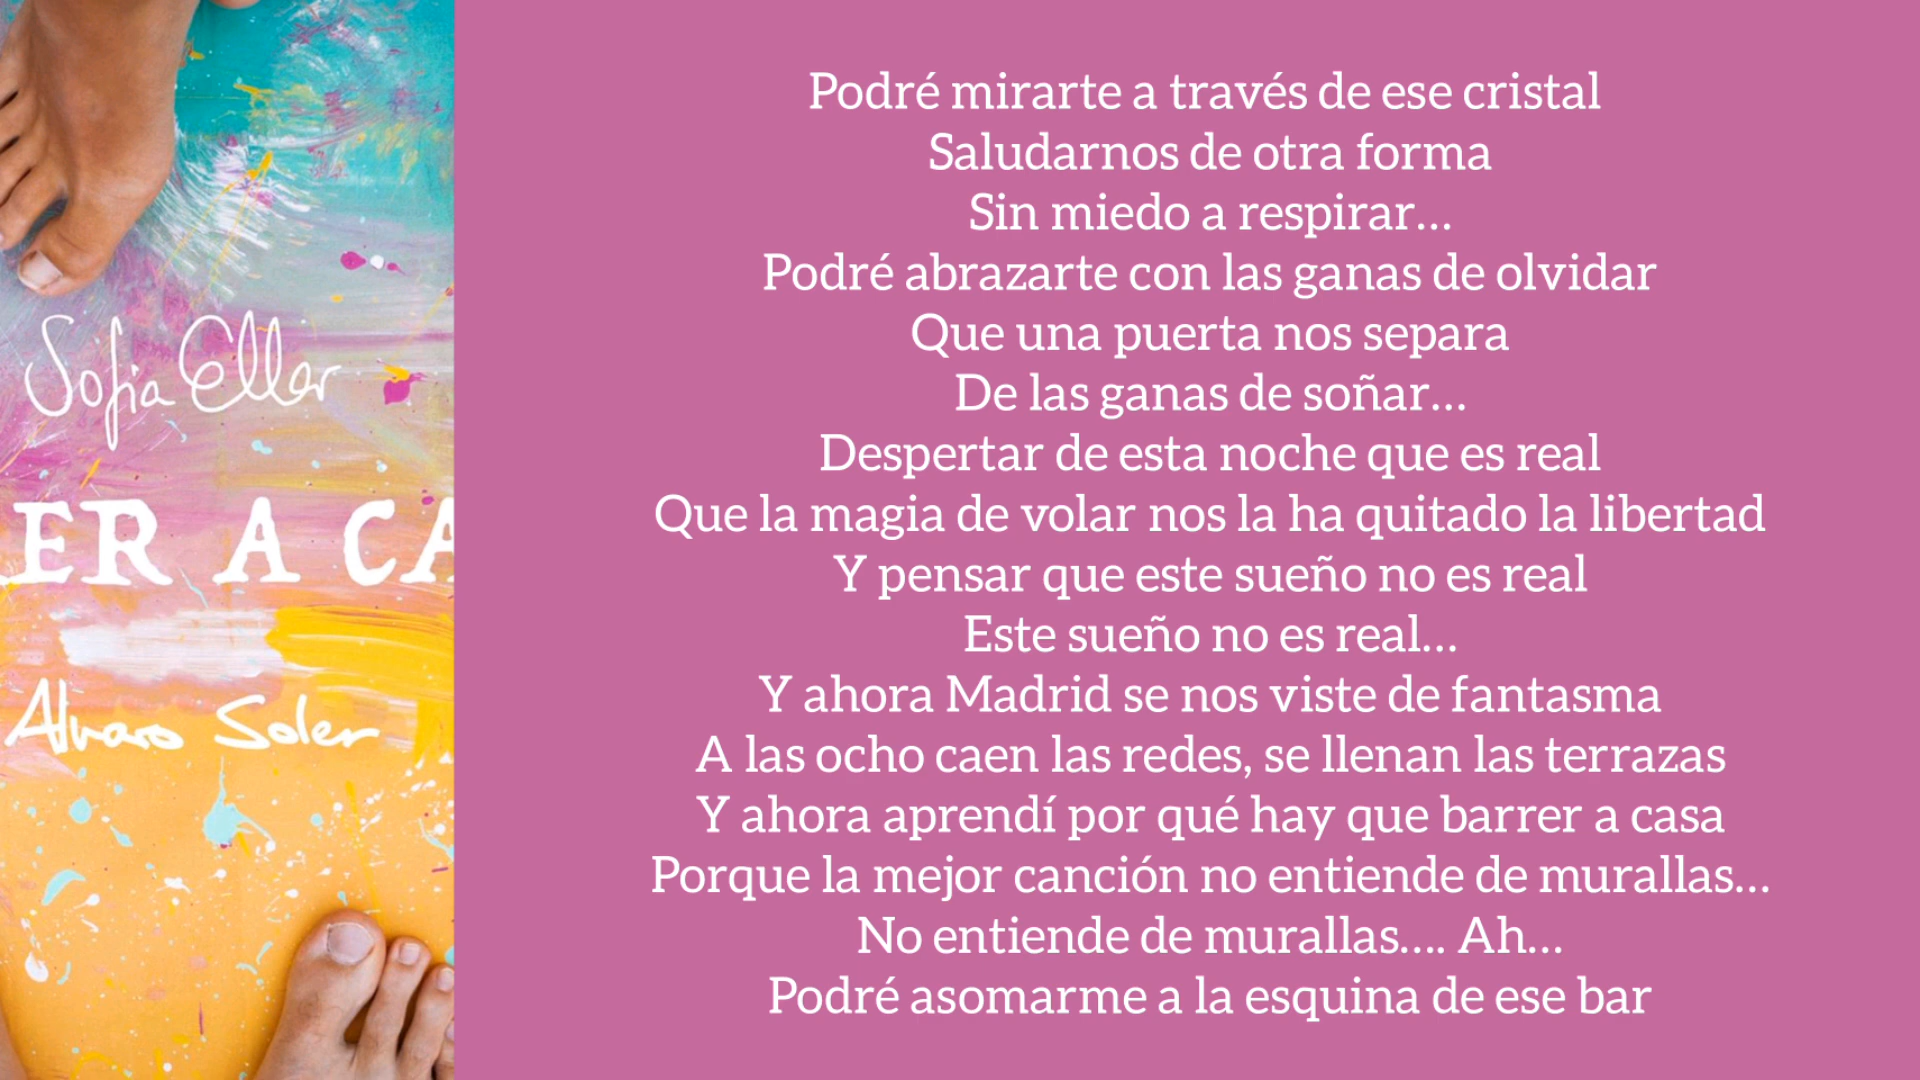 Sofia Ellar
ER A CA
Alvaro Soler
Podré mirarte a través de ese cristal
Saludarnos de otra forma
Sin miedo a respirar...
Podré abrazarte con las ganas de olvidar
Que una puerta nos separa
De las ganas de soñar...
Despertar de esta noche que es real
Que la magia de volar nos la ha quitado la libertad
Y pensar que este sueño no es real
Este sueño no es real...
Y ahora Madrid se nos viste de fantasma
A las ocho caen las redes, se llenan las terrazas
Y ahora aprendí por qué hay que barrer a casa
Porque la mejor canción no entiende de murallas...
No entiende de murallas.... Ah...
Podré asomarme a la esquina de ese bar